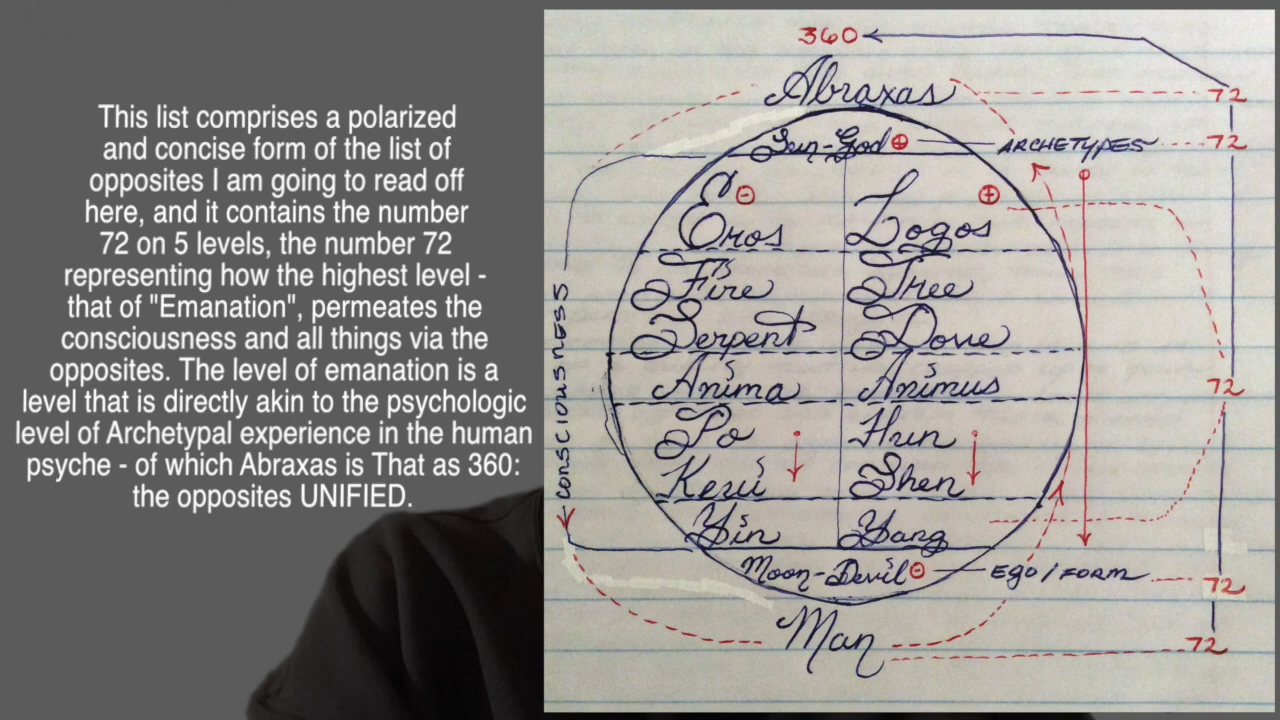 This list comprises a polarized
and concise form of the list of
opposites I am going to read off
here, and it contains the number
72 on 5 levels, the number 72
representing how the highest level -
that of "Emanation", permeates the
consciousness and all things via the
opposites. The level of emanation is a
level that is directly akin to the psychologic
level of Archetypal experience in the human
psyche - of which Abraxas is That as 360:
the opposites UNIFIED.
360
Abraxas
72
Sun-God ⊕
ARCHETYPES
72
⊖ ⊕
Eros Logos
Fire Tree
Serpent Dove
CONSCIOUSNESS
Anima Animus
72
Po Hun
Kewi Shen
Yin Yang
Moon-Devil ⊖
EGO/FORM
72
Man
72